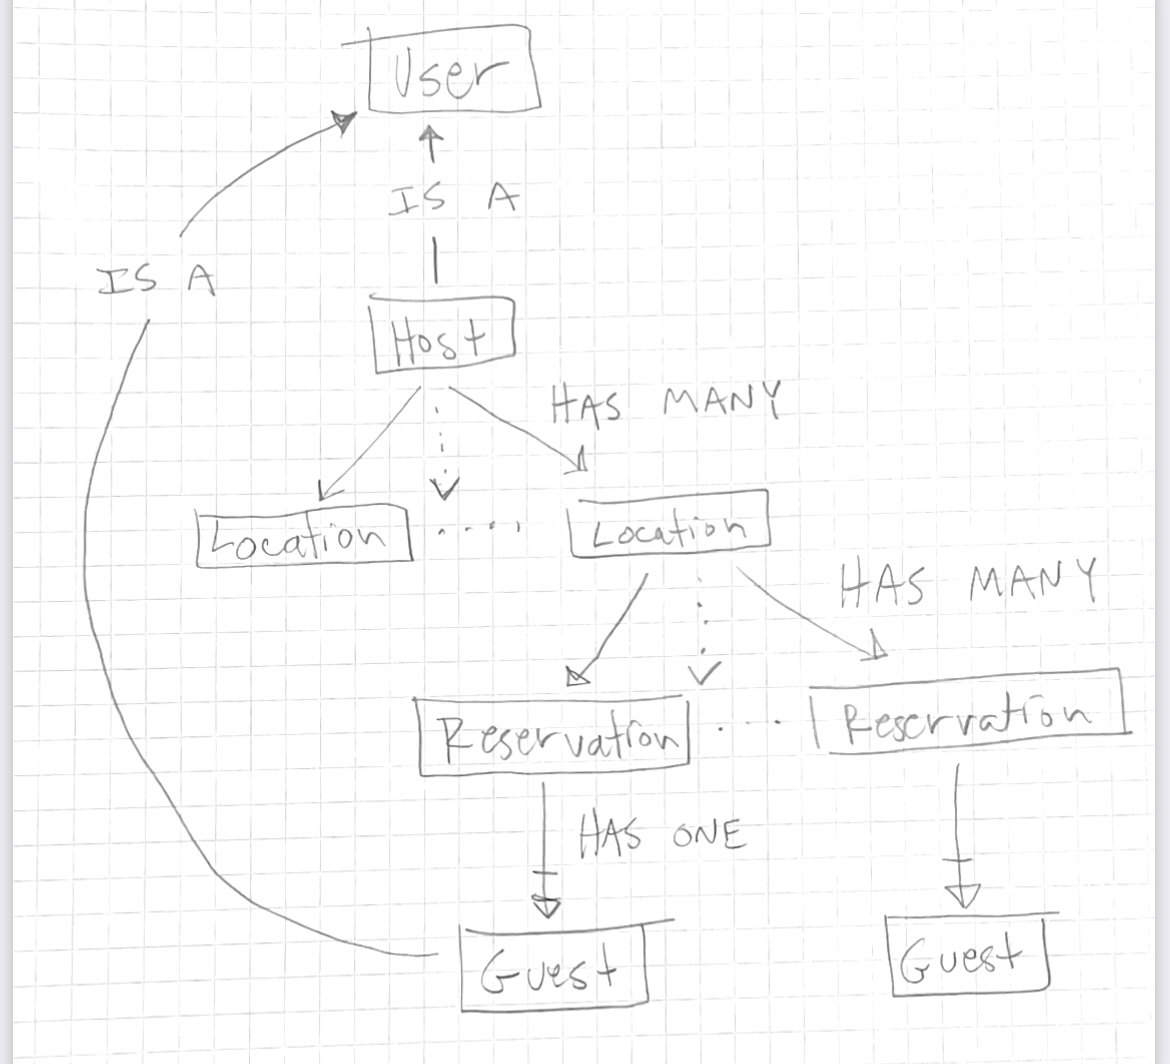 User
IS A
IS A
Host
HAS MANY
Location
Location
HAS MANY
Reservation
Reservation
HAS ONE
Guest
Guest